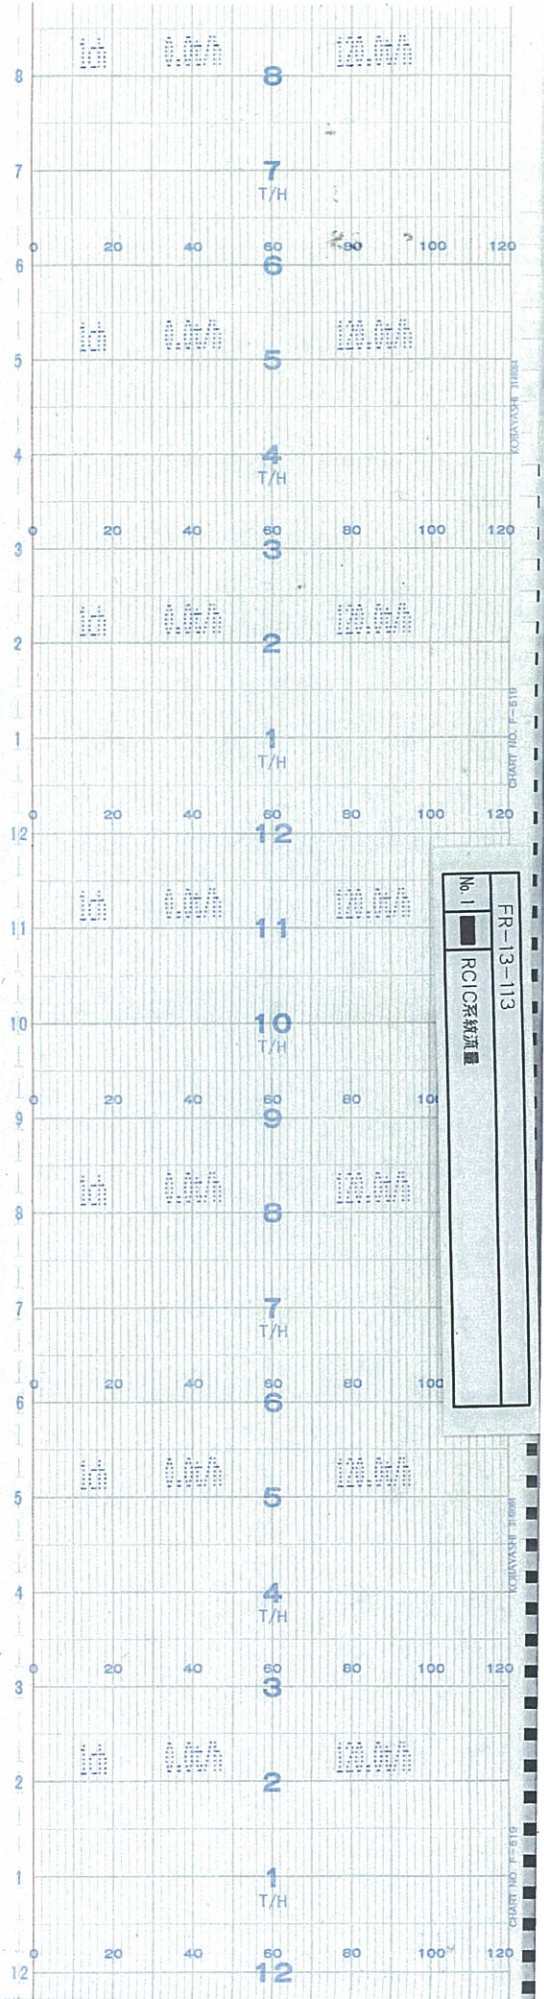 1ch 0.0t/h 120.0t/h
8 8
7 7
T/H
0 20 40 60 80 100 120
6 6
1ch 0.0t/h 120.0t/h
5 5
4 4
T/H
0 20 40 60 80 100 120
3 3
1ch 0.0t/h 120.0t/h
2 2
CHART NO. F-519
1 1
T/H
0 20 40 60 80 100 120
12 12
FR-13-113
No.1 RCIC系統流量
1ch 0.0t/h 120.0t/h
11 11
10 10
T/H
0 20 40 60 80 100
9 9
1ch 0.0t/h 120.0t/h
8 8
7 7
T/H
0 20 40 60 80 100
6 6
1ch 0.0t/h 120.0t/h
5 5
4 4
T/H
0 20 40 60 80 100 120
3 3
1ch 0.0t/h 120.0t/h
2 2
CHART NO. F-519
1 1
T/H
0 20 40 60 80 100 120
12 12